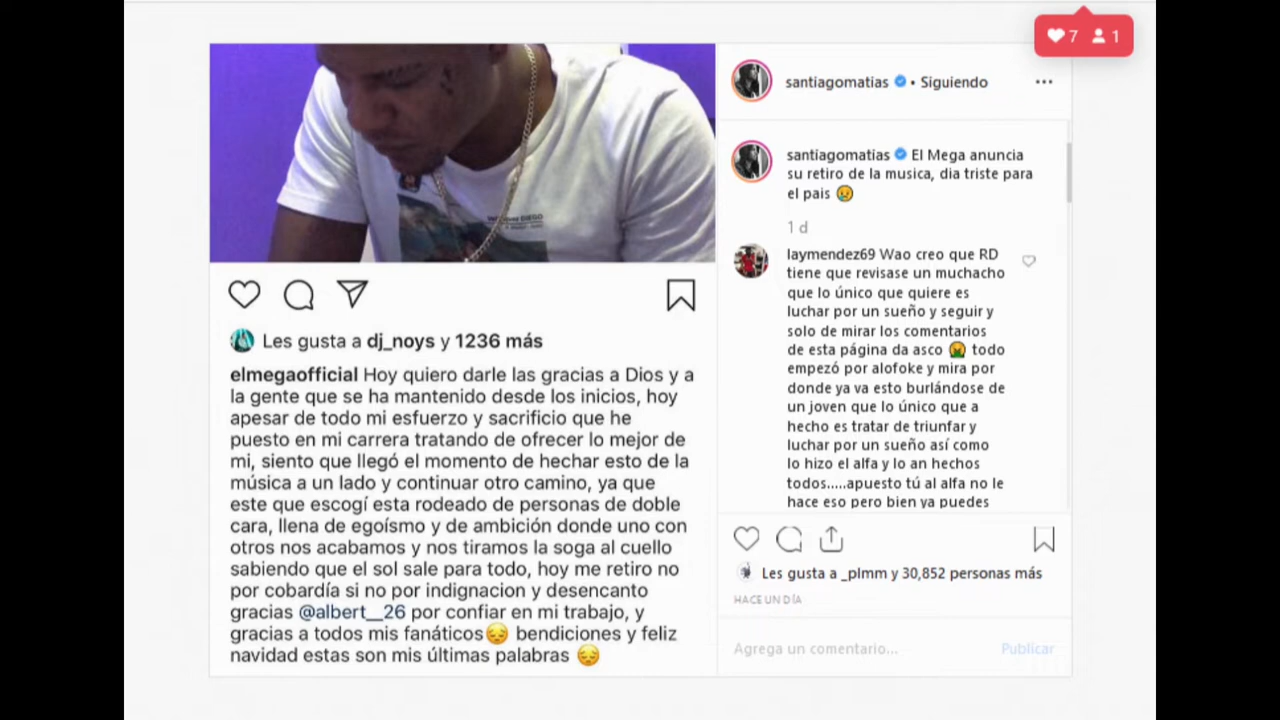 7 1
santiagomatias • Siguiendo
santiagomatias El Mega anuncia
su retiro de la musica, dia triste para
el pais 😢
1 d
laymendez69 Wao creo que RD
tiene que revisase un muchacho
que lo único que quiere es
luchar por un sueño y seguir y
solo de mirar los comentarios
de esta página da asco 🤮 todo
empezó por alofoke y mira por
donde ya va esto burlándose de
un joven que lo único que a
hecho es tratar de triunfar y
luchar por un sueño así como
lo hizo el alfa y lo an hechos
todos.....apuesto tú al alfa no le
hace eso pero bien ya puedes
Les gusta a dj_noys y 1236 más
elmegaofficial Hoy quiero darle las gracias a Dios y a
la gente que se ha mantenido desde los inicios, hoy
apesar de todo mi esfuerzo y sacrificio que he
puesto en mi carrera tratando de ofrecer lo mejor de
mi, siento que llegó el momento de hechar esto de la
música a un lado y continuar otro camino, ya que
este que escogí esta rodeado de personas de doble
cara, llena de egoísmo y de ambición donde uno con
otros nos acabamos y nos tiramos la soga al cuello
sabiendo que el sol sale para todo, hoy me retiro no
por cobardía si no por indignacion y desencanto
gracias @albert__26 por confiar en mi trabajo, y
gracias a todos mis fanáticos😔 bendiciones y feliz
navidad estas son mis últimas palabras 😔
Les gusta a _plmm y 30,852 personas más
HACE UN DÍA
Agrega un comentario...
Publicar
DIEGO